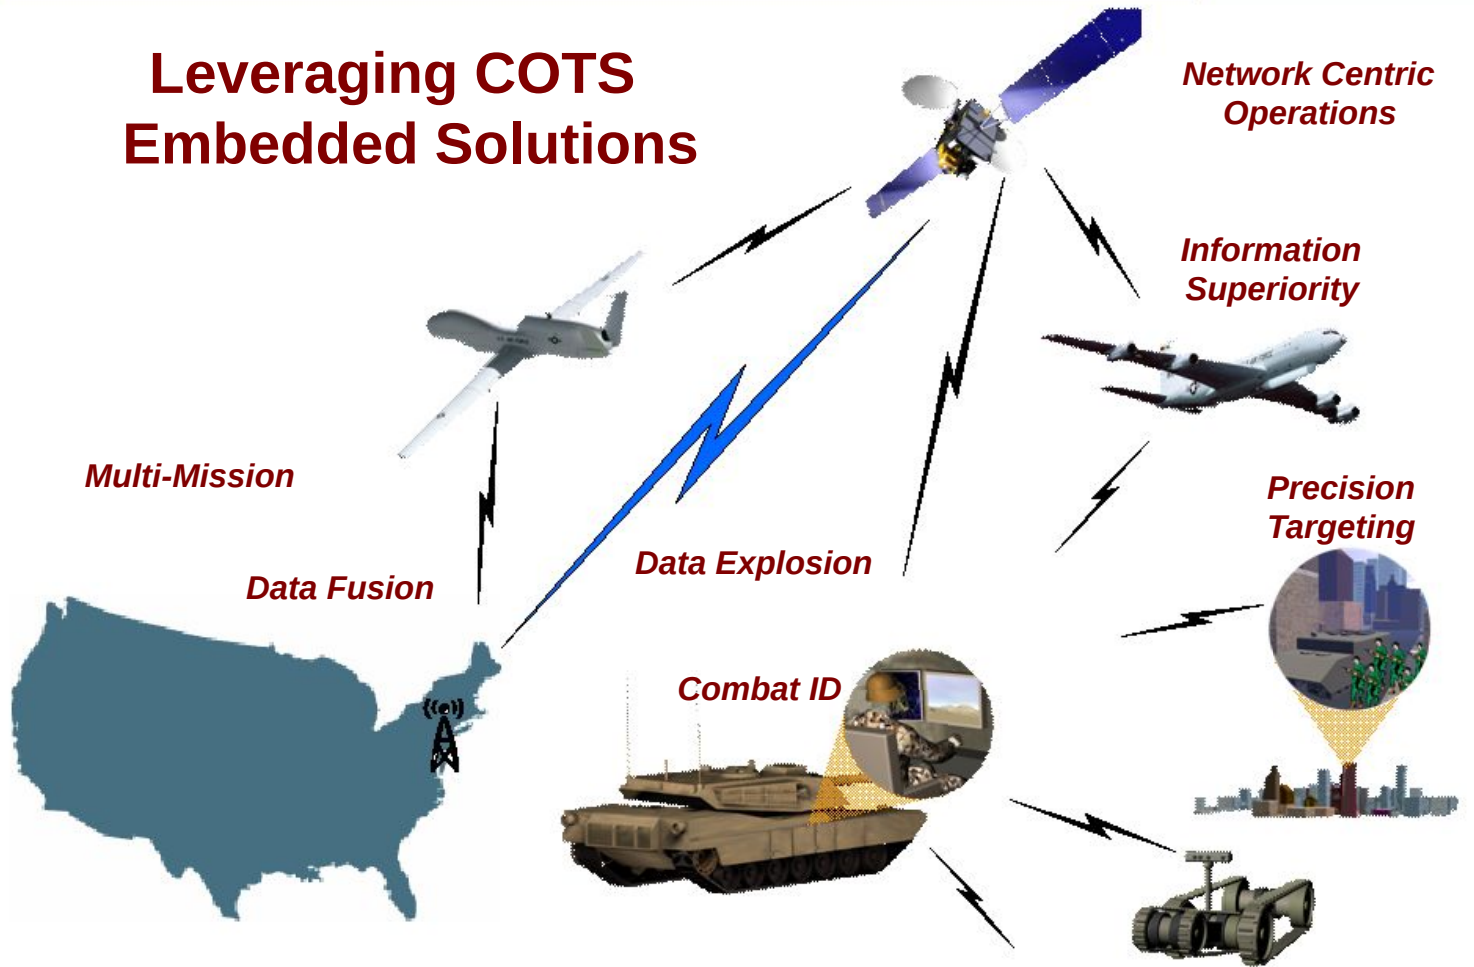 Leveraging COTS
Embedded Solutions
Network Centric
Operations
Information
Superiority
Multi-Mission
Precision
Targeting
Data Explosion
Data Fusion
Combat ID